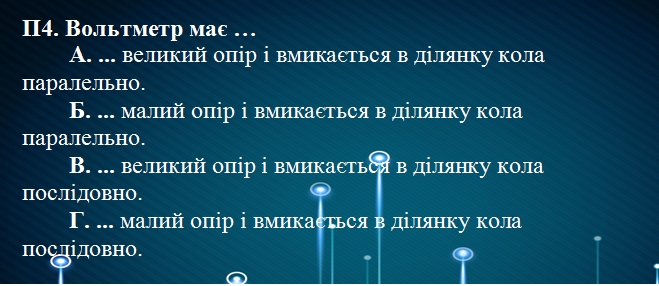 П4. Вольтметр має …
А. ... великий опір і вмикається в ділянку кола
паралельно.
Б. ... малий опір і вмикається в ділянку кола
паралельно.
В. ... великий опір і вмикається в ділянку кола
послідовно.
Г. ... малий опір і вмикається в ділянку кола
послідовно.